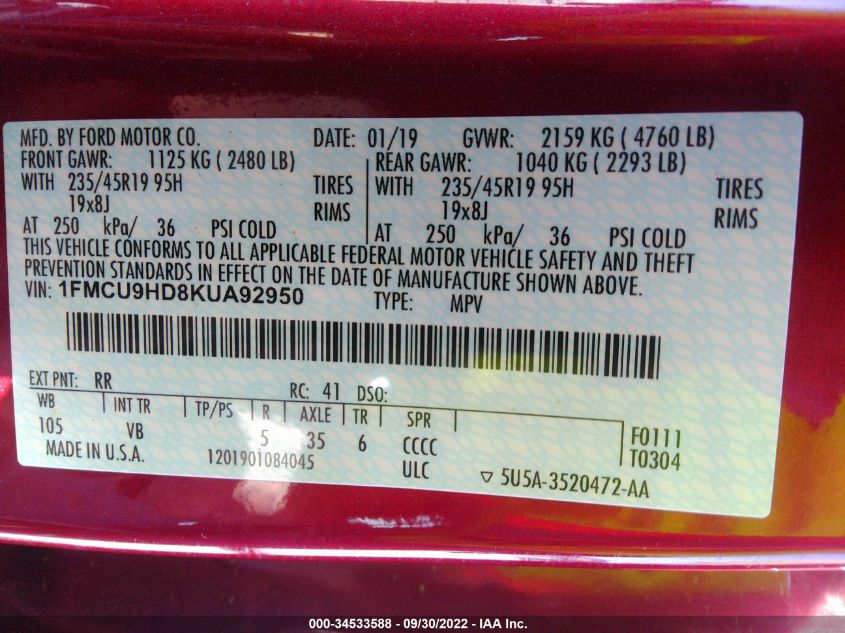 MFD. BY FORD MOTOR CO. DATE: 01/19 GVWR: 2159 KG ( 4760 LB)
FRONT GAWR: 1125 KG ( 2480 LB) REAR GAWR: 1040 KG ( 2293 LB)
WITH 235/45R19 95H TIRES WITH 235/45R19 95H TIRES
19x8J RIMS 19x8J RIMS
AT 250 kPa/ 36 PSI COLD AT 250 kPa/ 36 PSI COLD
THIS VEHICLE CONFORMS TO ALL APPLICABLE FEDERAL MOTOR VEHICLE SAFETY AND THEFT
PREVENTION STANDARDS IN EFFECT ON THE DATE OF MANUFACTURE SHOWN ABOVE.
VIN: 1FMCU9HD8KUA92950 TYPE: MPV
EXT PNT: RR RC: 41 DSO:
WB INT TR TP/PS R AXLE TR SPR
105 VB 5 35 6 CCCC F0111
MADE IN U.S.A. 1201901084045 ULC T0304
5U5A-3520472-AA
000-34533588 - 09/30/2022 - IAA Inc.